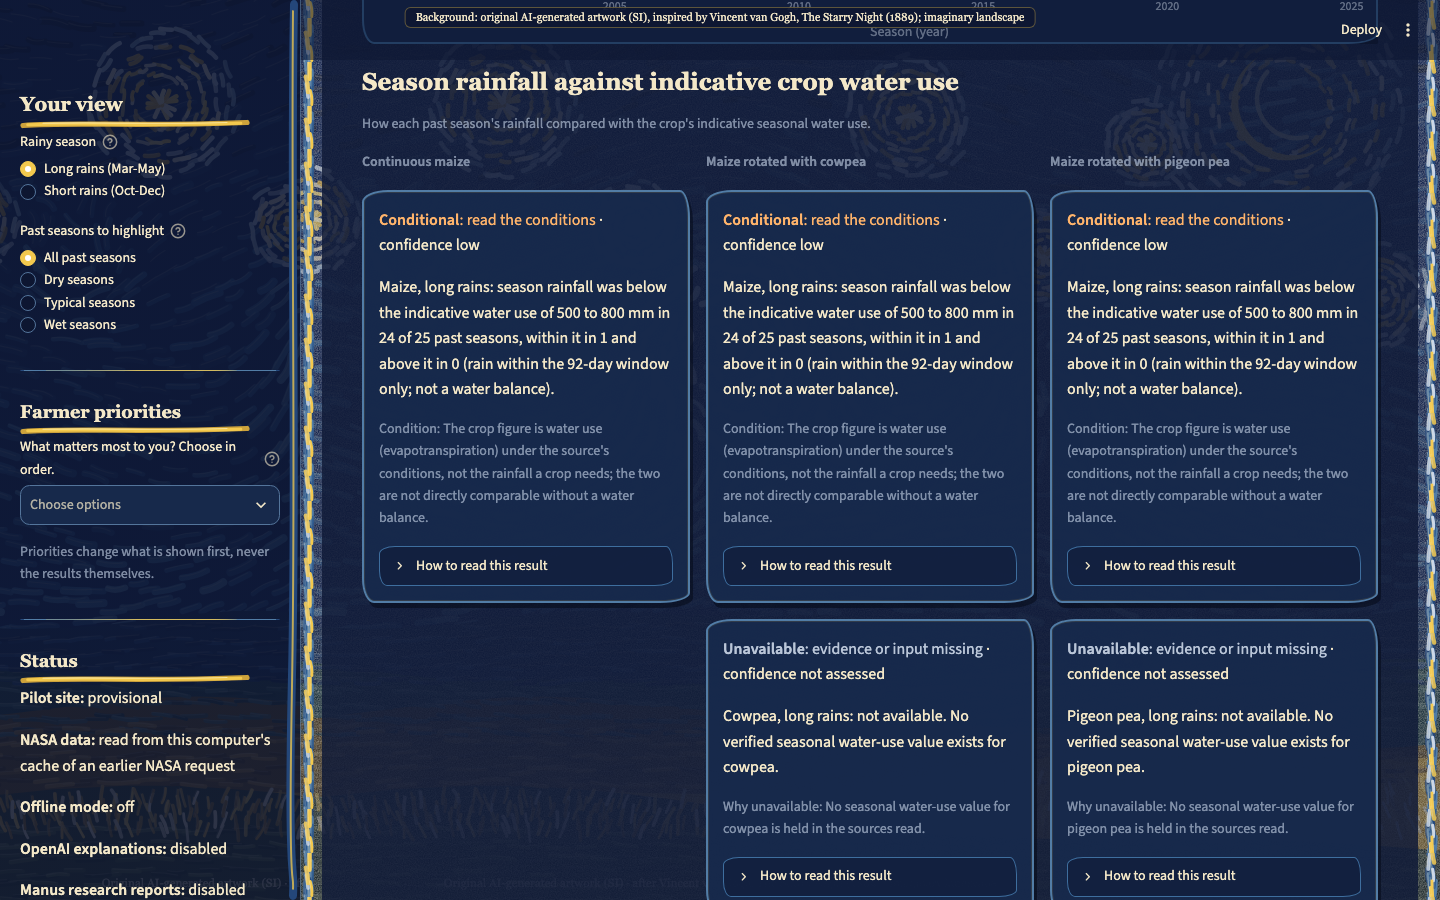 2005
2010
2015
2020
2025
Background: original AI-generated artwork (SI), inspired by Vincent van Gogh, The Starry Night (1889); imaginary landscape
Season (year)
Deploy
Your view
Rainy season
Long rains (Mar-May)
Short rains (Oct-Dec)
Past seasons to highlight
All past seasons
Dry seasons
Typical seasons
Wet seasons
Farmer priorities
What matters most to you? Choose in
order.
Choose options
Priorities change what is shown first, never
the results themselves.
Status
Pilot site: provisional
NASA data: read from this computer's
cache of an earlier NASA request
Offline mode: off
OpenAI explanations: disabled
Manus research reports: disabled
Season rainfall against indicative crop water use
How each past season's rainfall compared with the crop's indicative seasonal water use.
Continuous maize
Conditional: read the conditions ·
confidence low
Maize, long rains: season rainfall was below
the indicative water use of 500 to 800 mm in
24 of 25 past seasons, within it in 1 and
above it in 0 (rain within the 92-day window
only; not a water balance).
Condition: The crop figure is water use
(evapotranspiration) under the source's
conditions, not the rainfall a crop needs; the two
are not directly comparable without a water
balance.
How to read this result
Maize rotated with cowpea
Conditional: read the conditions ·
confidence low
Maize, long rains: season rainfall was below
the indicative water use of 500 to 800 mm in
24 of 25 past seasons, within it in 1 and
above it in 0 (rain within the 92-day window
only; not a water balance).
Condition: The crop figure is water use
(evapotranspiration) under the source's
conditions, not the rainfall a crop needs; the two
are not directly comparable without a water
balance.
How to read this result
Unavailable: evidence or input missing ·
confidence not assessed
Cowpea, long rains: not available. No
verified seasonal water-use value exists for
cowpea.
Why unavailable: No seasonal water-use value for
cowpea is held in the sources read.
How to read this result
Maize rotated with pigeon pea
Conditional: read the conditions ·
confidence low
Maize, long rains: season rainfall was below
the indicative water use of 500 to 800 mm in
24 of 25 past seasons, within it in 1 and
above it in 0 (rain within the 92-day window
only; not a water balance).
Condition: The crop figure is water use
(evapotranspiration) under the source's
conditions, not the rainfall a crop needs; the two
are not directly comparable without a water
balance.
How to read this result
Unavailable: evidence or input missing ·
confidence not assessed
Pigeon pea, long rains: not available. No
verified seasonal water-use value exists for
pigeon pea.
Why unavailable: No seasonal water-use value for
pigeon pea is held in the sources read.
How to read this result
Original AI-generated artwork (SI) · after Vincent